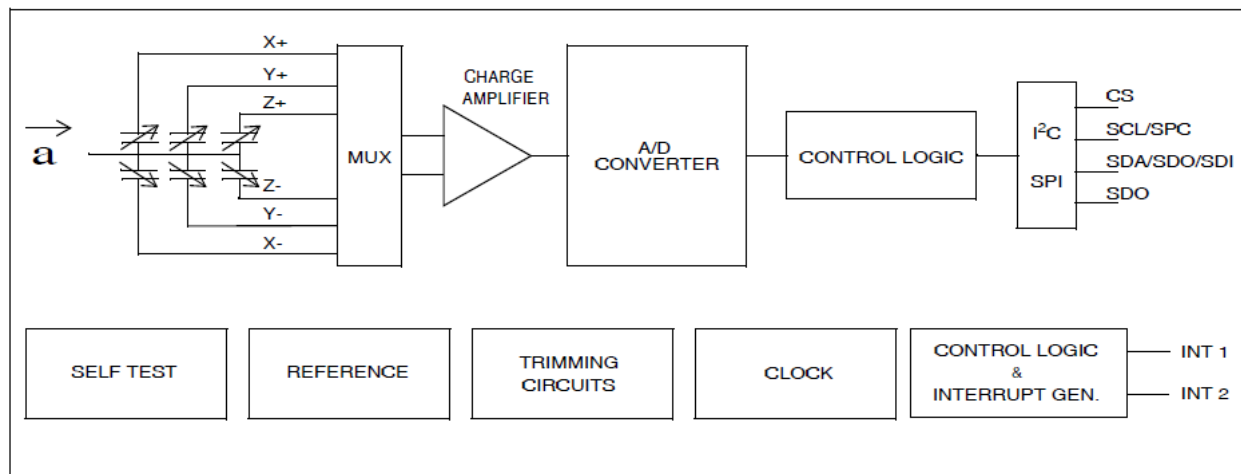 X+
Y+
Z+
a
Z-
Y-
X-
MUX
CHARGE
AMPLIFIER
A/D
CONVERTER
CONTROL LOGIC
I²C
SPI
CS
SCL/SPC
SDA/SDO/SDI
SDO
SELF TEST
REFERENCE
TRIMMING
CIRCUITS
CLOCK
CONTROL LOGIC
&
INTERRUPT GEN.
INT 1
INT 2